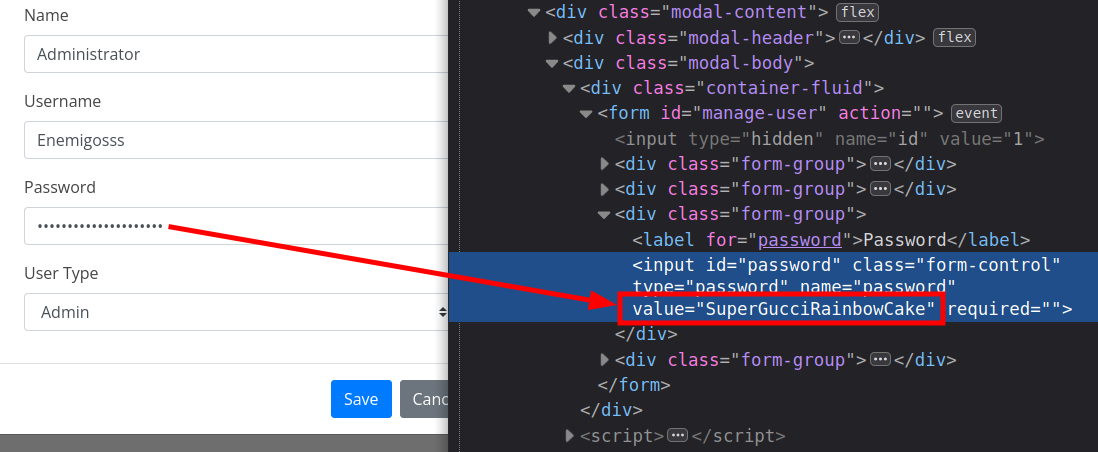 Name
Administrator
Username
Enemigosss
Password
•••••••••••••••••••••
User Type
Admin
Save
Canc
<div class="modal-content"> flex
<div class="modal-header"> ••• </div> flex
<div class="modal-body">
<div class="container-fluid">
<form id="manage-user" action=""> event
<input type="hidden" name="id" value="1">
<div class="form-group"> ••• </div>
<div class="form-group"> ••• </div>
<div class="form-group">
<label for="password">Password</label>
<input id="password" class="form-control"
type="password" name="password"
value="SuperGucciRainbowCake" required="">
</div>
<div class="form-group"> ••• </div>
</form>
</div>
<script> ••• </script>